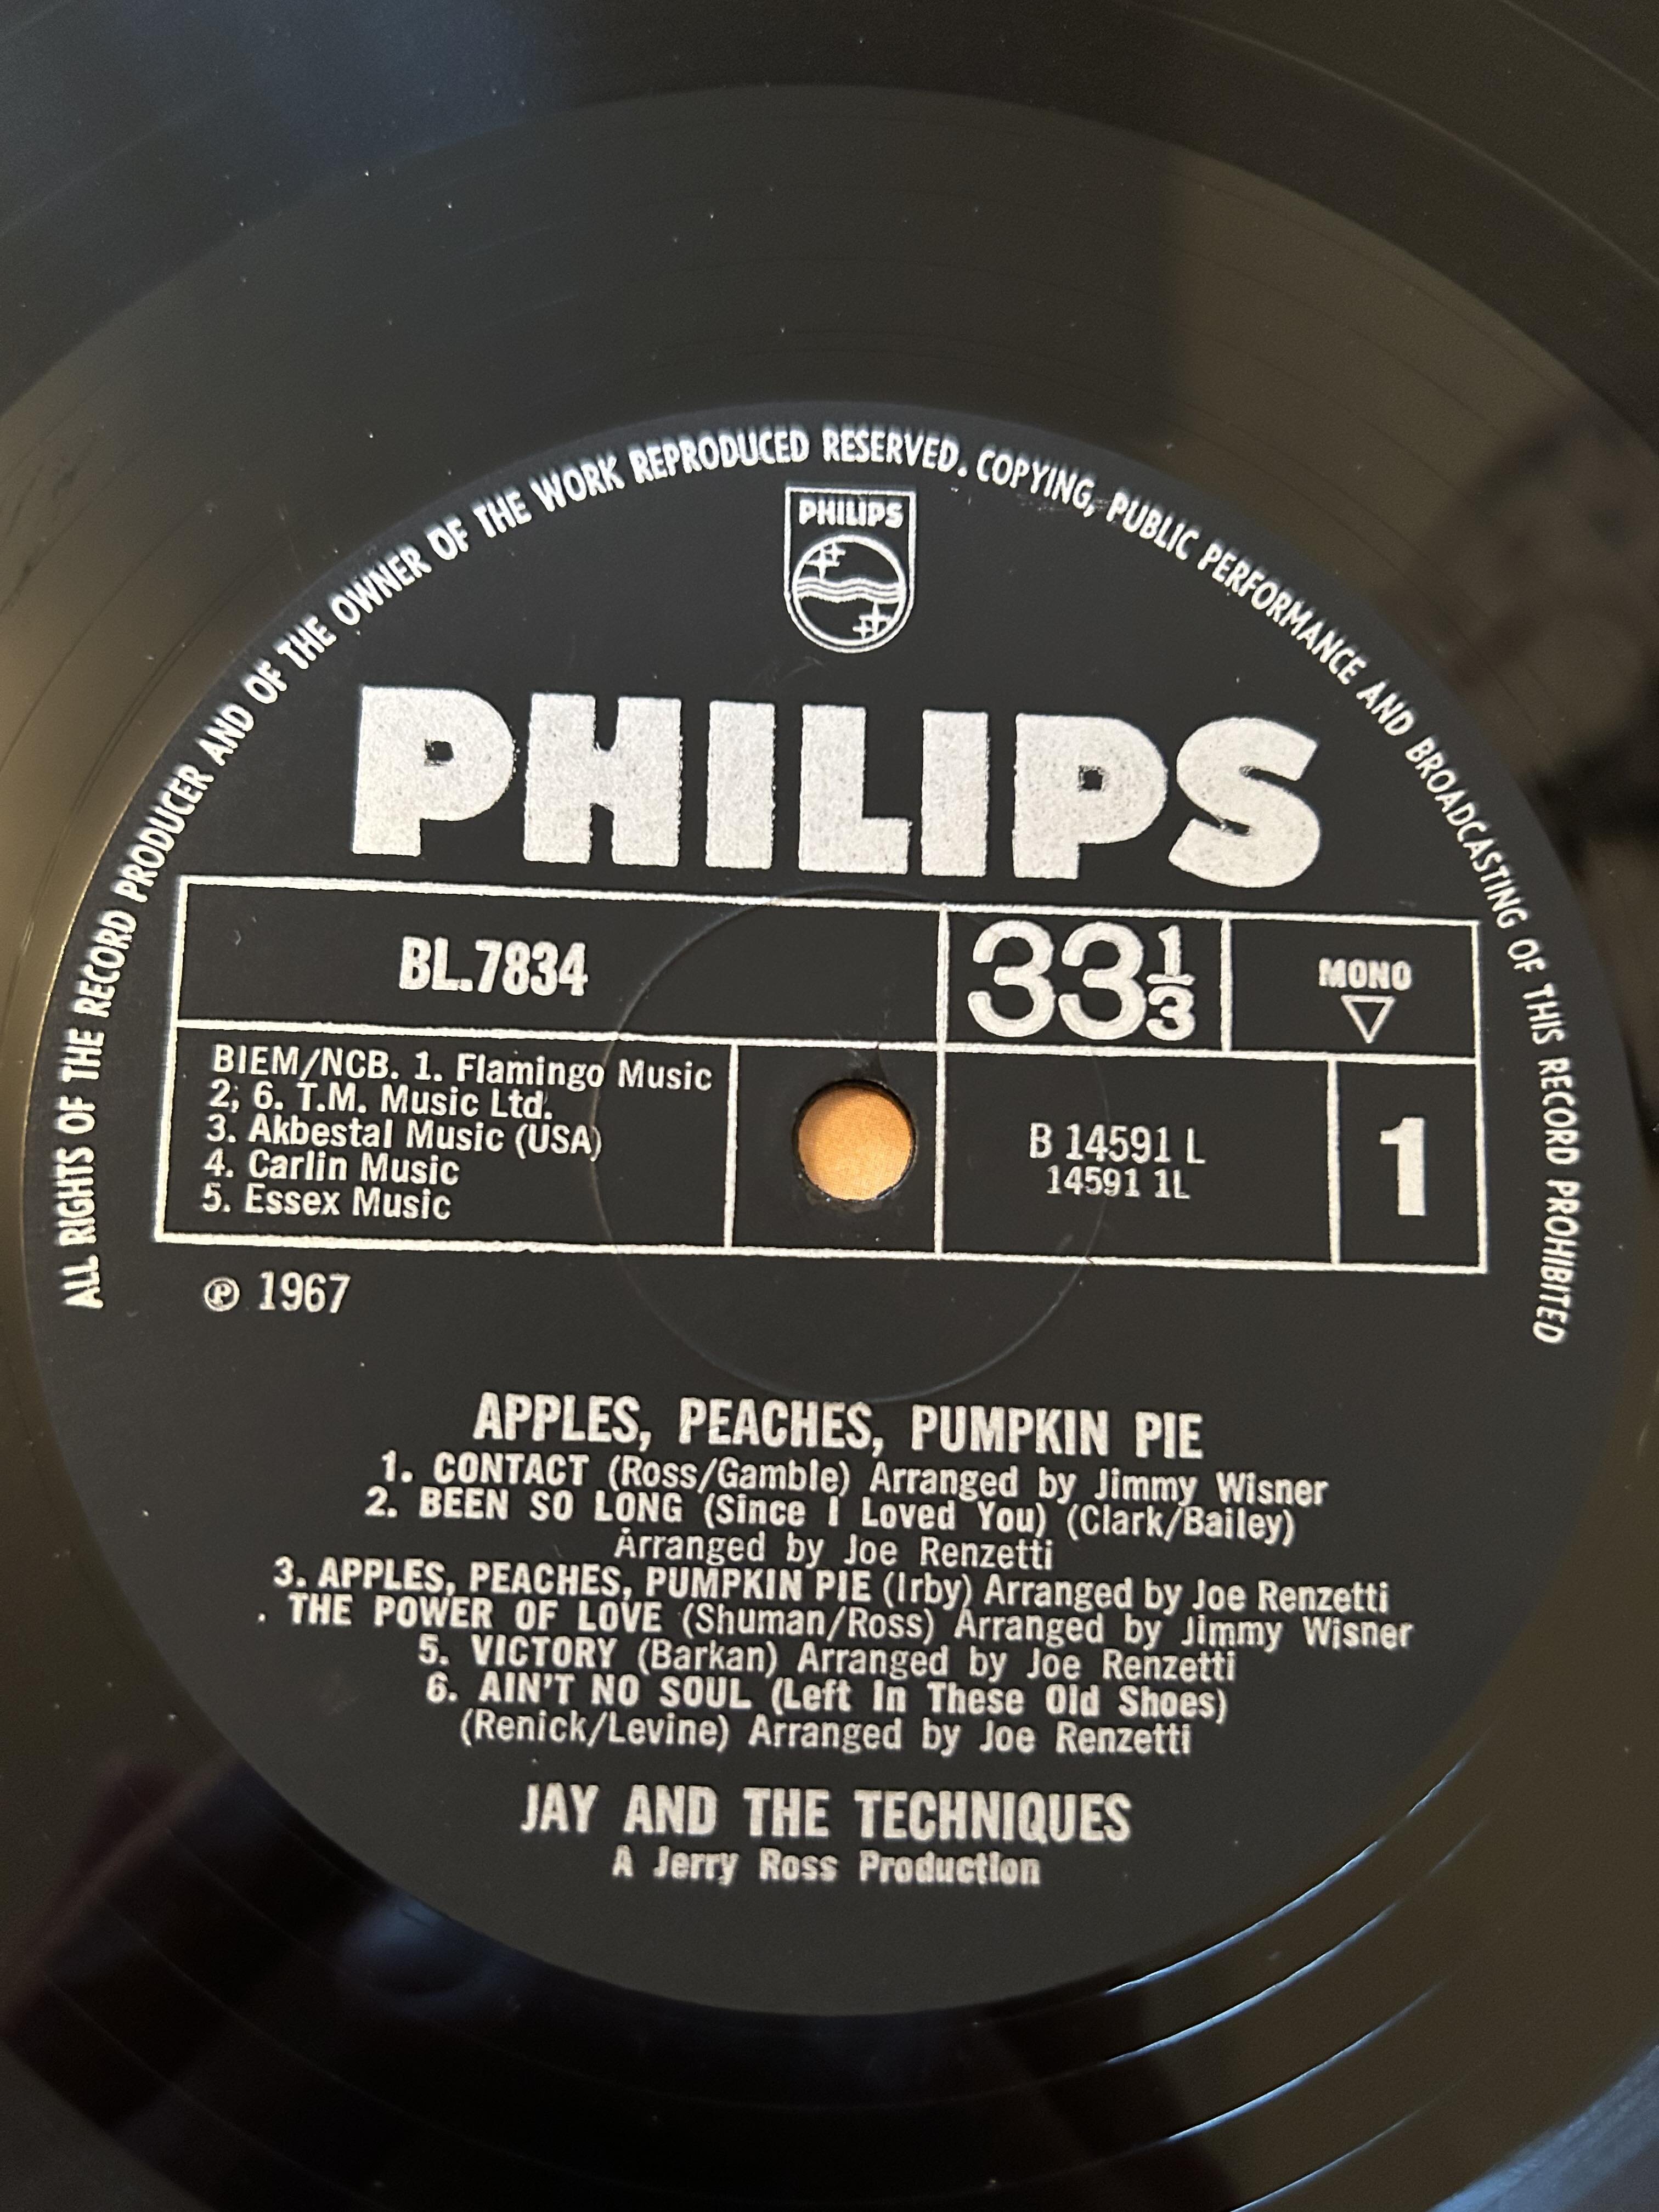 ALL RIGHTS OF THE RECORD PRODUCER AND OF THE OWNER OF THE WORK REPRODUCED RESERVED. COPYING, PUBLIC PERFORMANCE AND BROADCASTING OF THIS RECORD PROHIBITED
PHILIPS
PHILIPS
BL.7834
33 1/3
MONO
BIEM/NCB. 1. Flamingo Music
2; 6. T.M. Music Ltd.
3. Akbestal Music (USA)
4. Carlin Music
5. Essex Music
B 14591 L
14591 1L
1
℗ 1967
APPLES, PEACHES, PUMPKIN PIE
1. CONTACT (Ross/Gamble) Arranged by Jimmy Wisner
2. BEEN SO LONG (Since I Loved You) (Clark/Bailey)
Arranged by Joe Renzetti
3. APPLES, PEACHES, PUMPKIN PIE (Irby) Arranged by Joe Renzetti
. THE POWER OF LOVE (Shuman/Ross) Arranged by Jimmy Wisner
5. VICTORY (Barkan) Arranged by Joe Renzetti
6. AIN'T NO SOUL (Left In These Old Shoes)
(Renick/Levine) Arranged by Joe Renzetti
JAY AND THE TECHNIQUES
A Jerry Ross Production